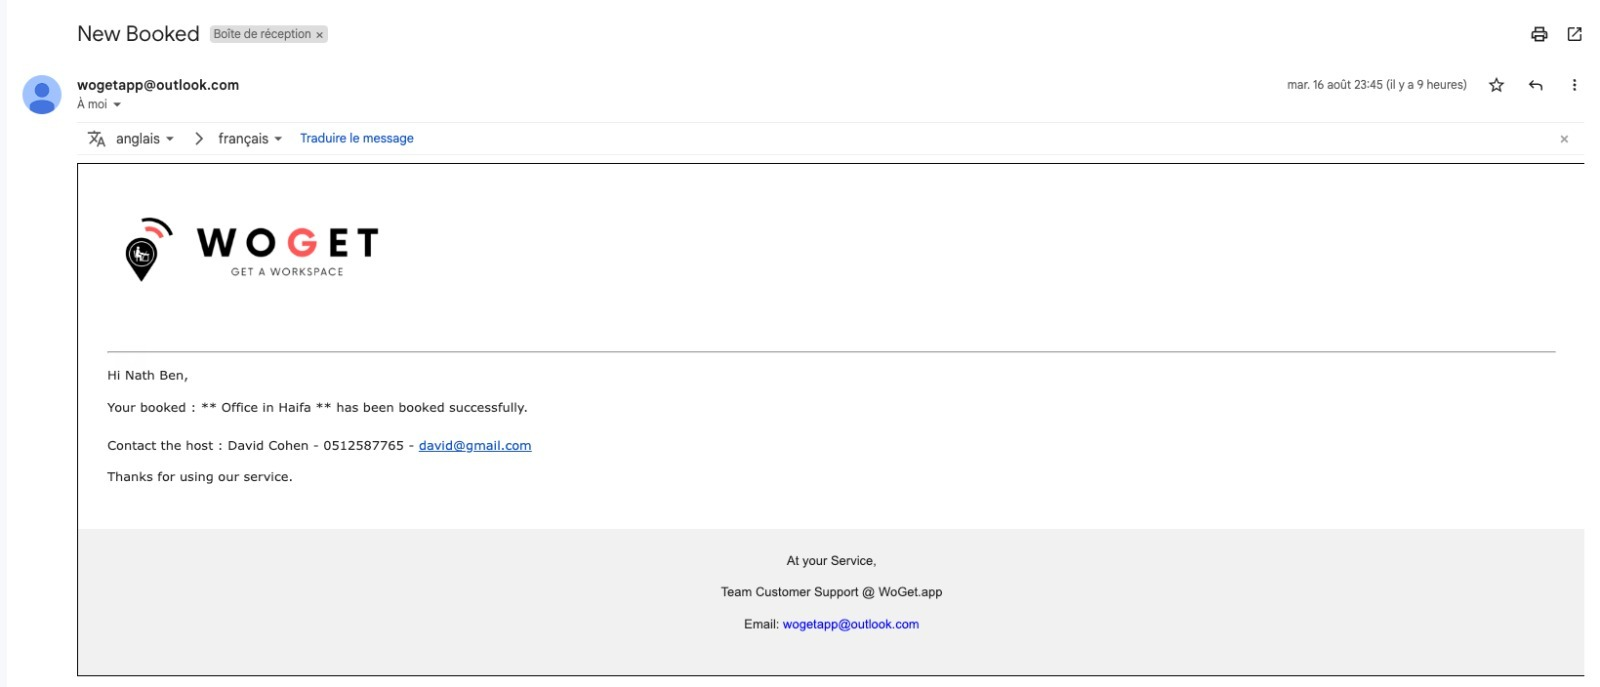 New Booked Boîte de réception ×
wogetapp@outlook.com mar. 16 août 23:45 (il y a 9 heures)
À moi
anglais > français Traduire le message ×
WOGET
GET A WORKSPACE
Hi Nath Ben,
Your booked : ** Office in Haifa ** has been booked successfully.
Contact the host : David Cohen - 0512587765 - david@gmail.com
Thanks for using our service.
At your Service,
Team Customer Support @ WoGet.app
Email: wogetapp@outlook.com